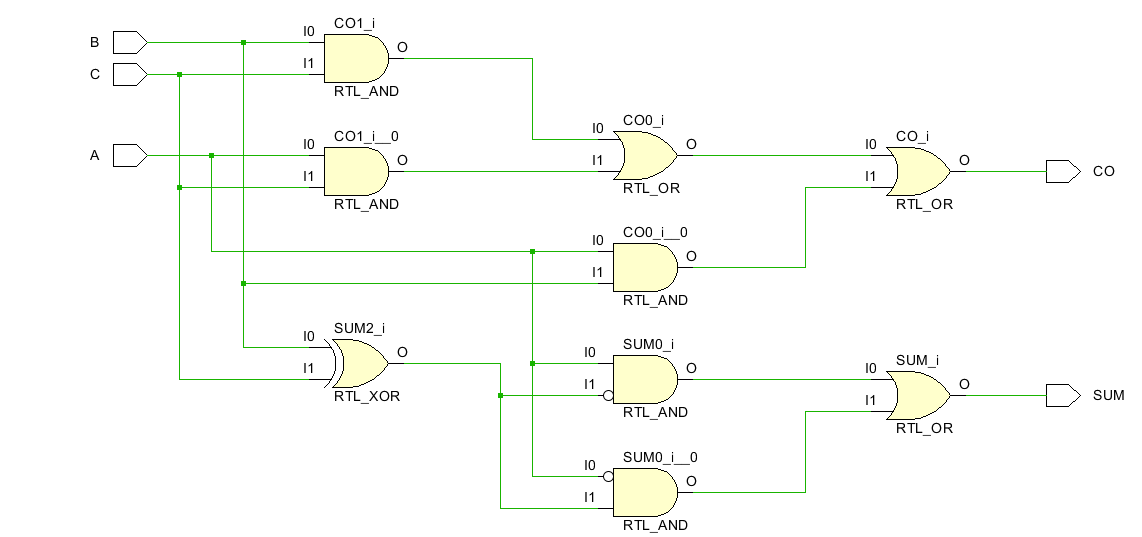 CO1_i
B
I0
O
C
I1
RTL_AND
CO0_i
CO1_i__0
I0
O
CO_i
A
I0
O
I0
O
I1
CO
I1
I1
RTL_AND
RTL_OR
RTL_OR
CO0_i__0
I0
O
I1
RTL_AND
SUM2_i
I0
O
SUM0_i
I1
I0
O
SUM_i
RTL_XOR
I1
I0
O
SUM
RTL_AND
I1
RTL_OR
SUM0_i__0
I0
O
I1
RTL_AND